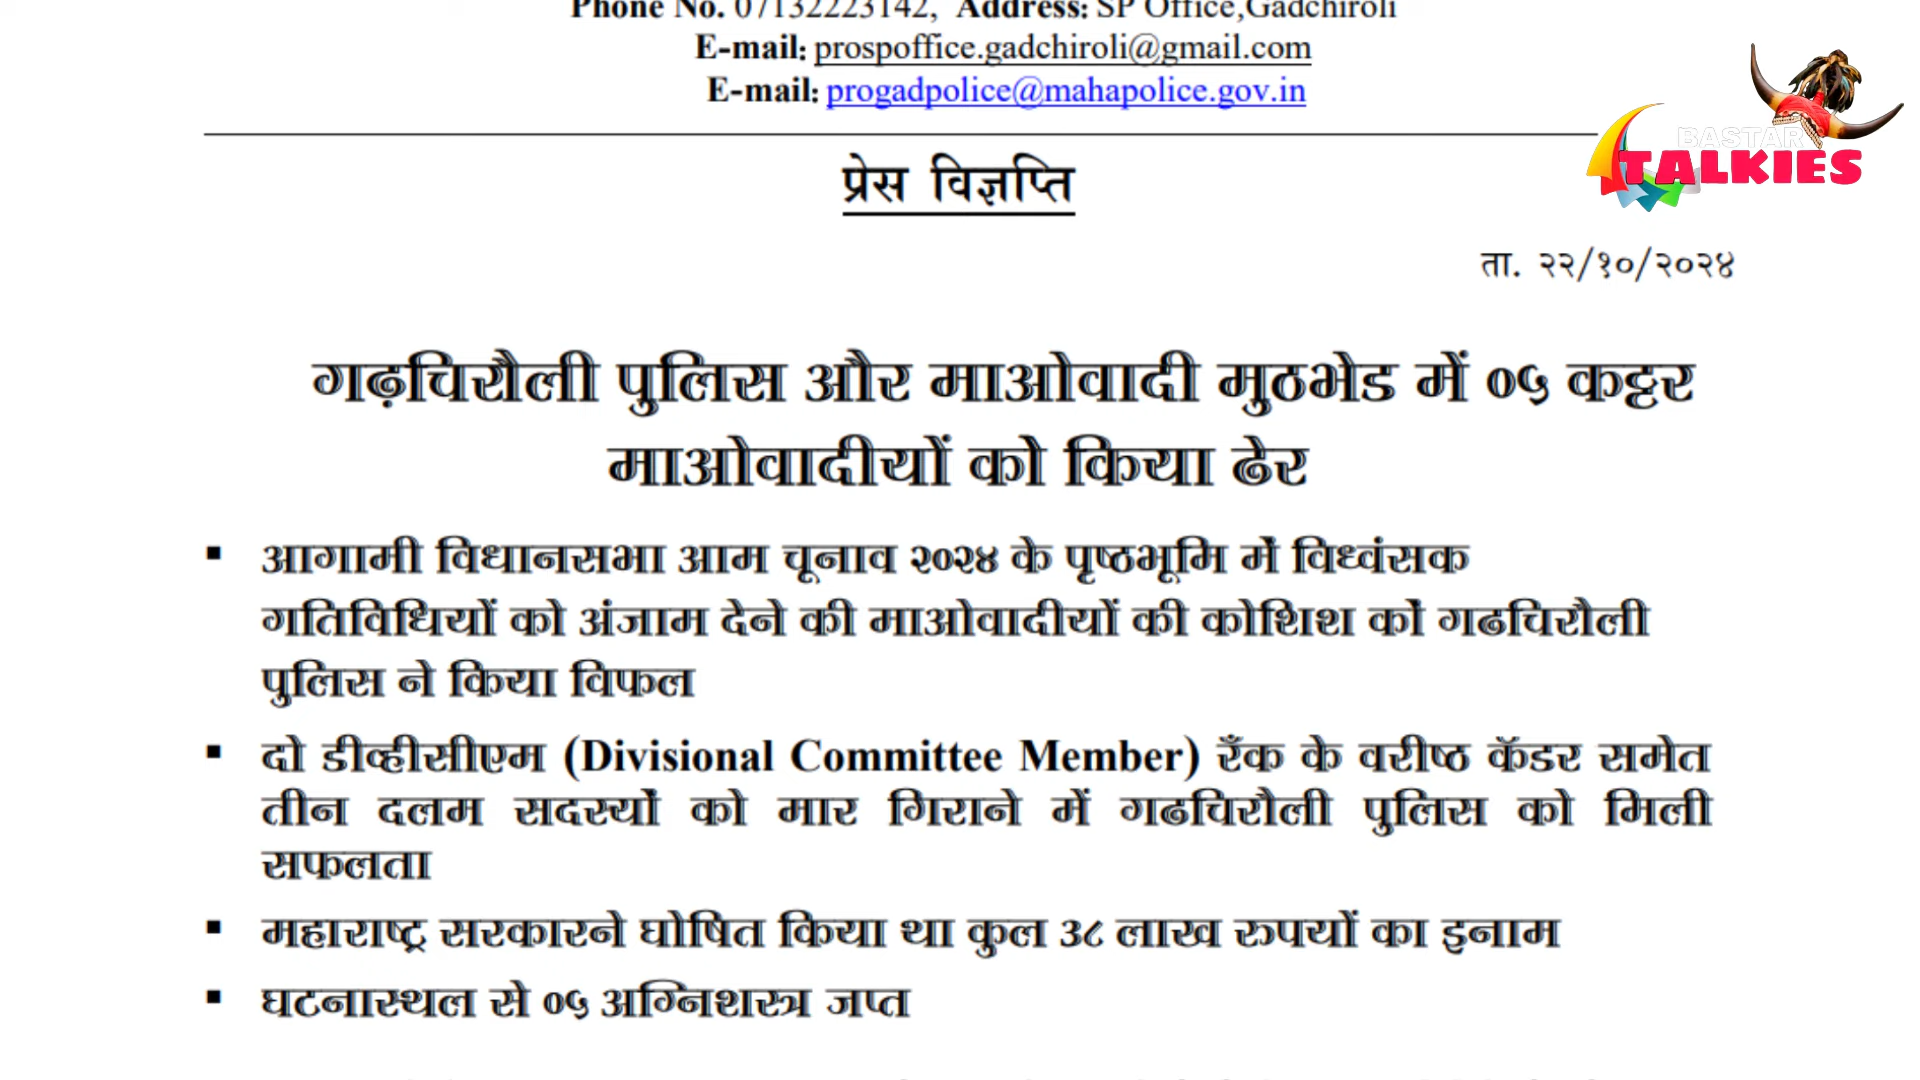 Phone No. 07132223142, Address: SP Office,Gadchiroli
E-mail: prospoffice.gadchiroli@gmail.com
E-mail: progadpolice@mahapolice.gov.in
BASTAR
TALKIES
प्रेस विज्ञप्ति
ता. २२/१०/२०२४
गढ़चिरौली पुलिस और माओवादी मुठभेड में ०५ कट्टर
माओवादीयों को किया ढेर
▪ आगामी विधानसभा आम चूनाव २०२४ के पृष्ठभूमि में विध्वंसक
गतिविधियों को अंजाम देने की माओवादीयों की कोशिश कों गढचिरौली
पुलिस ने किया विफल
▪ दो डीव्हीसीएम (Divisional Committee Member) रँक के वरीष्ठ कॅडर समेत
तीन दलम सदस्यों को मार गिराने में गढचिरौली पुलिस को मिली
सफलता
▪ महाराष्ट्र सरकारने घोषित किया था कुल ३८ लाख रुपयों का इनाम
▪ घटनास्थल से ०५ अग्निशस्त्र जप्त